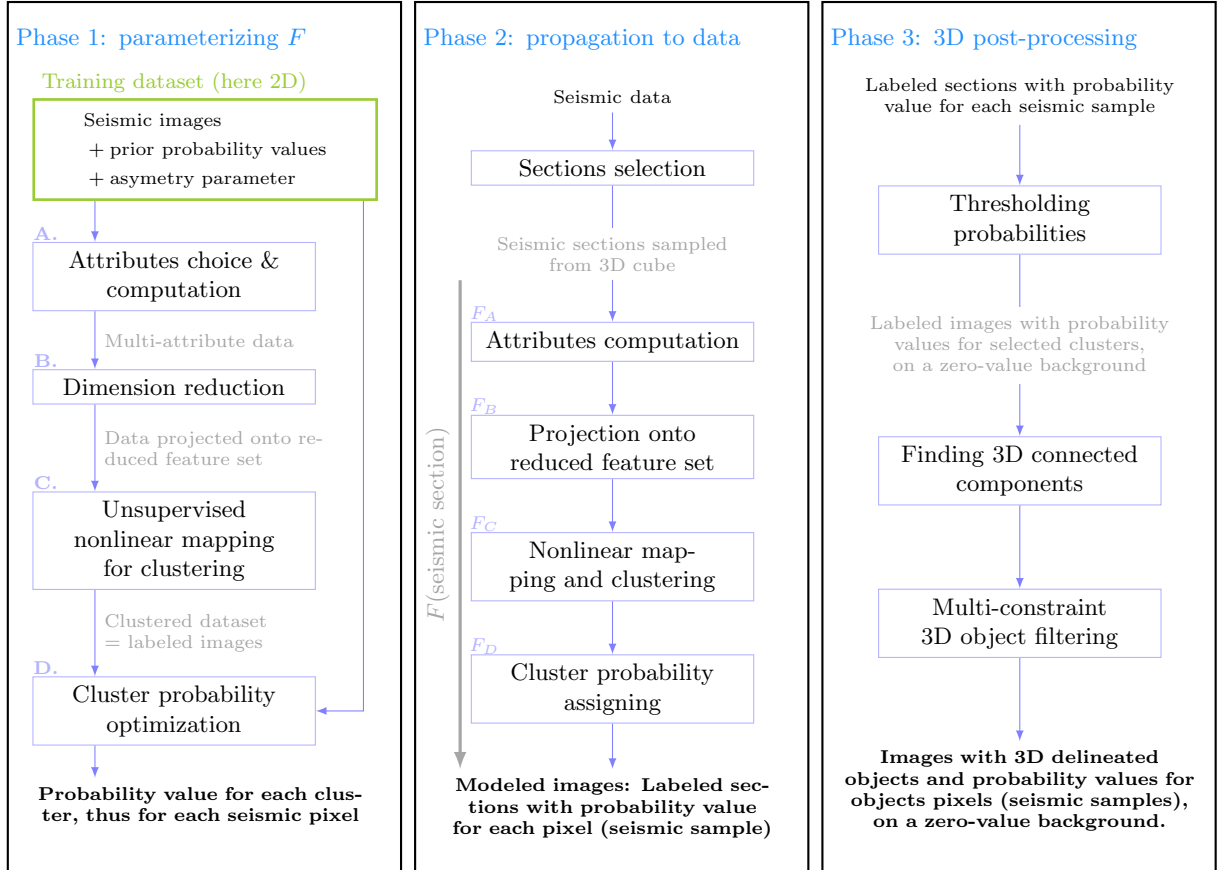 Phase 1: parameterizing F
Training dataset (here 2D)
Seismic images
+ prior probability values
+ asymetry parameter
A.
Attributes choice &
computation
Multi-attribute data
B.
Dimension reduction
Data projected onto re-
duced feature set
C.
Unsupervised
nonlinear mapping
for clustering
Clustered dataset
= labeled images
D.
Cluster probability
optimization
Probability value for each clus-
ter, thus for each seismic pixel
Phase 2: propagation to data
Seismic data
Sections selection
Seismic sections sampled
from 3D cube
F(seismic section)
F_A
Attributes computation
F_B
Projection onto
reduced feature set
F_C
Nonlinear map-
ping and clustering
F_D
Cluster probability
assigning
Modeled images: Labeled sec-
tions with probability value
for each pixel (seismic sample)
Phase 3: 3D post-processing
Labeled sections with probability
value for each seismic sample
Thresholding
probabilities
Labeled images with probability
values for selected clusters,
on a zero-value background
Finding 3D connected
components
Multi-constraint
3D object filtering
Images with 3D delineated
objects and probability values for
objects pixels (seismic samples),
on a zero-value background.